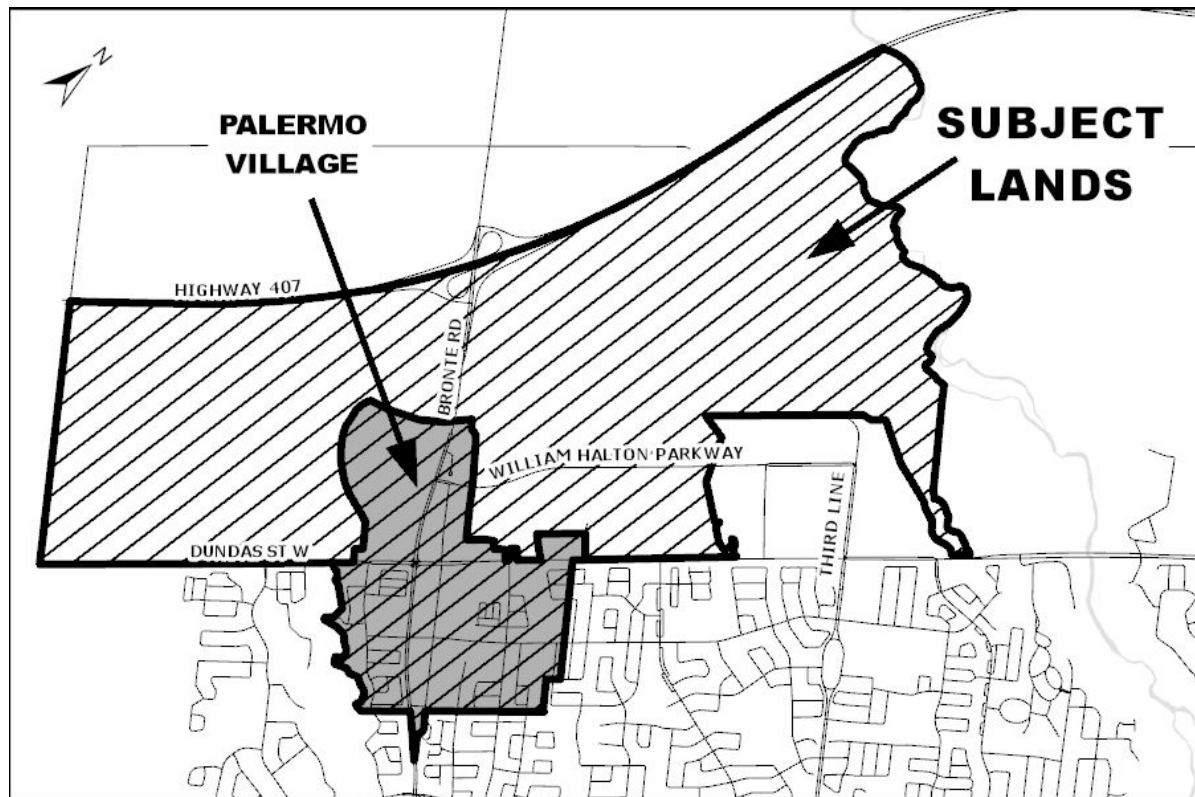 N
PALERMO
VILLAGE
SUBJECT
LANDS
HIGHWAY 407
BRONTE RD
WILLIAM HALTON PARKWAY
DUNDAS ST W
THIRD LINE